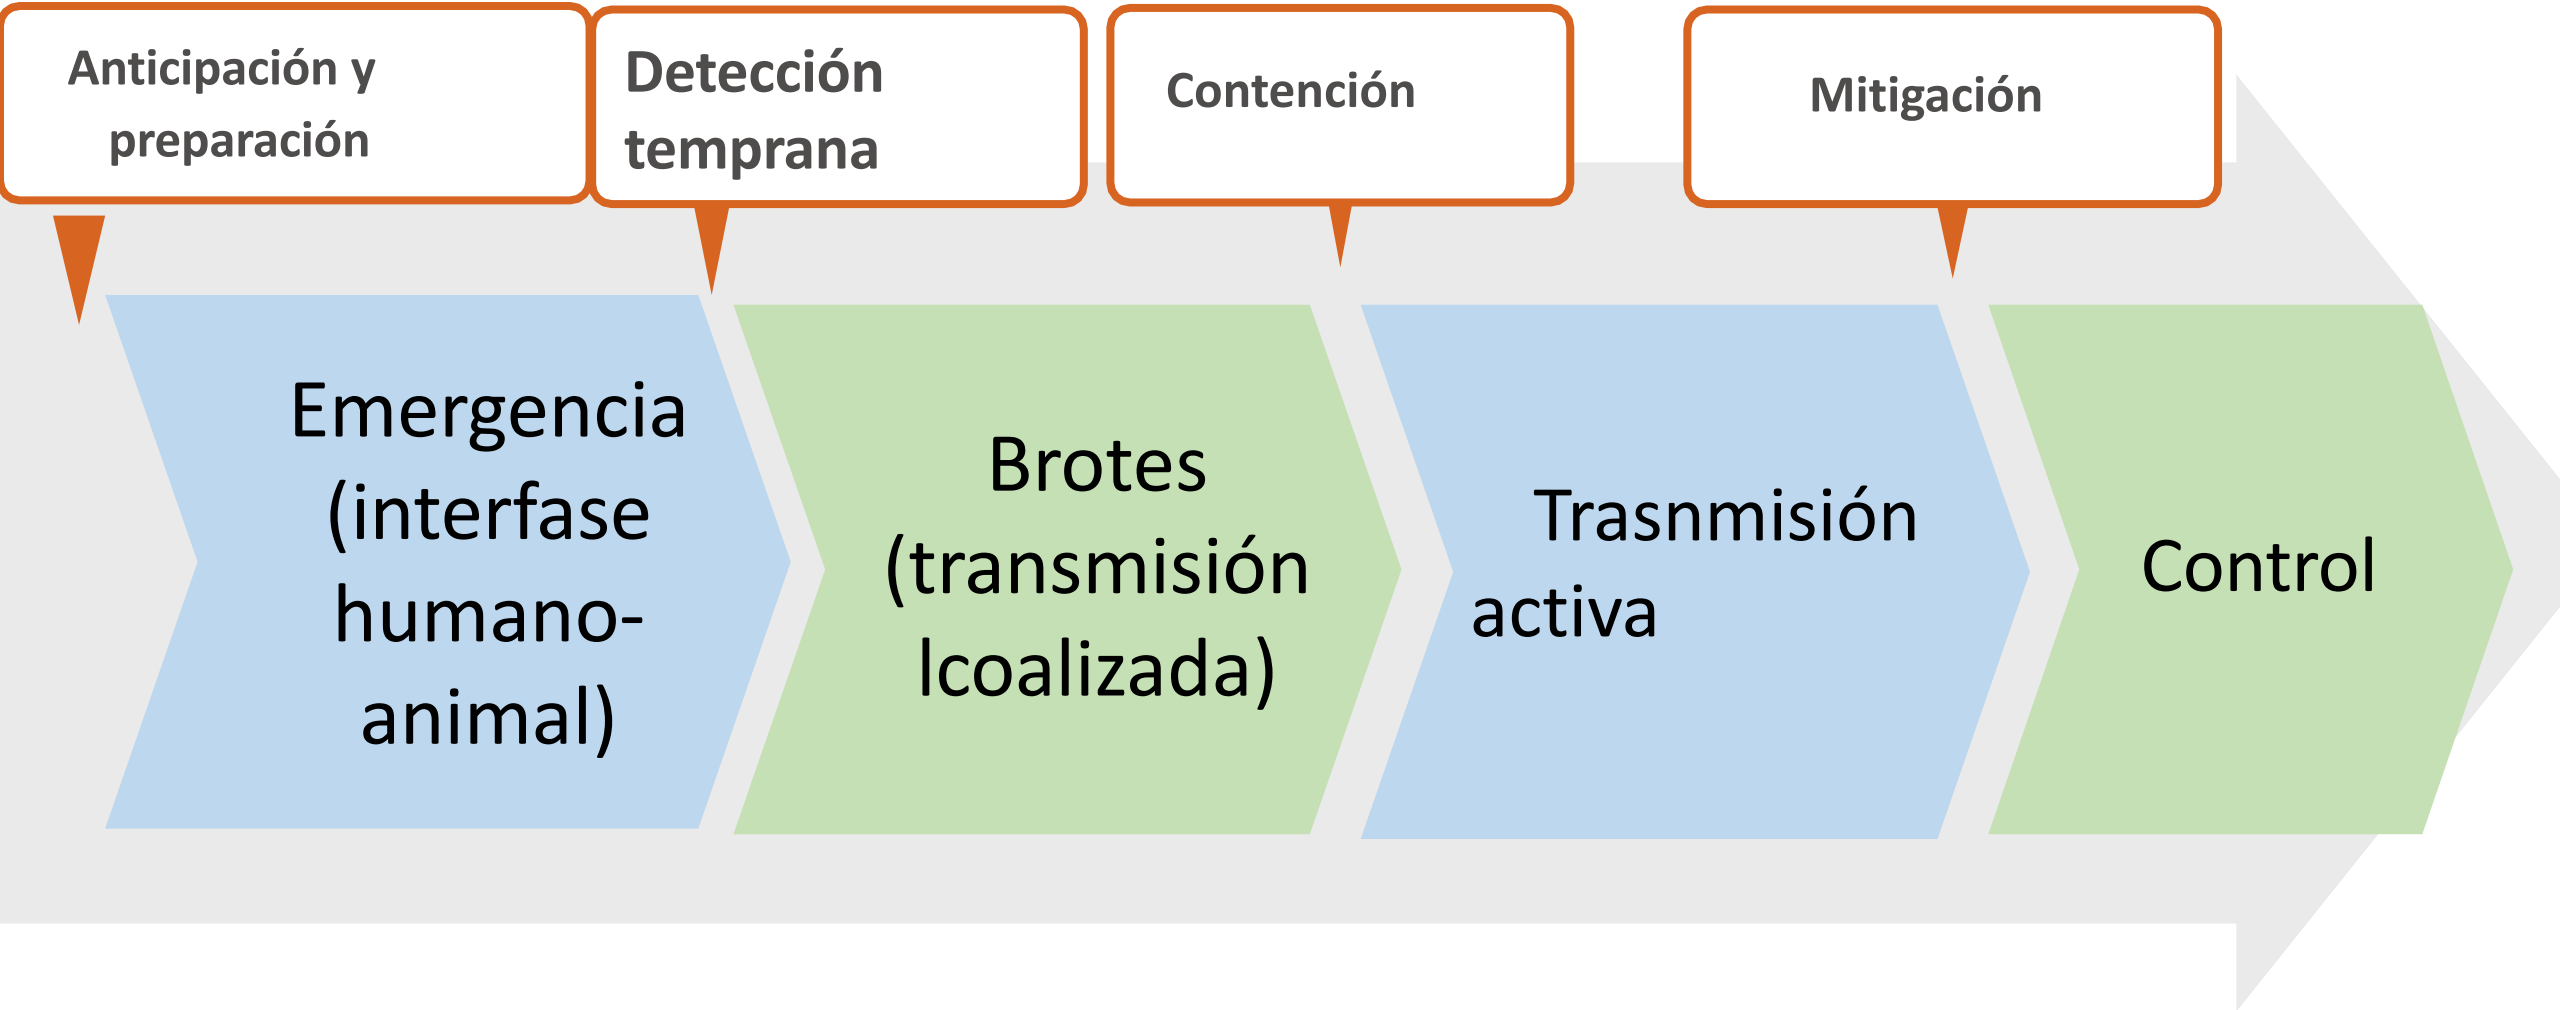 Anticipación y
preparación
Detección
temprana
Contención
Mitigación
Emergencia
(interfase
humano-
animal)
Brotes
(transmisión
lcoalizada)
Trasnmisión
activa
Control